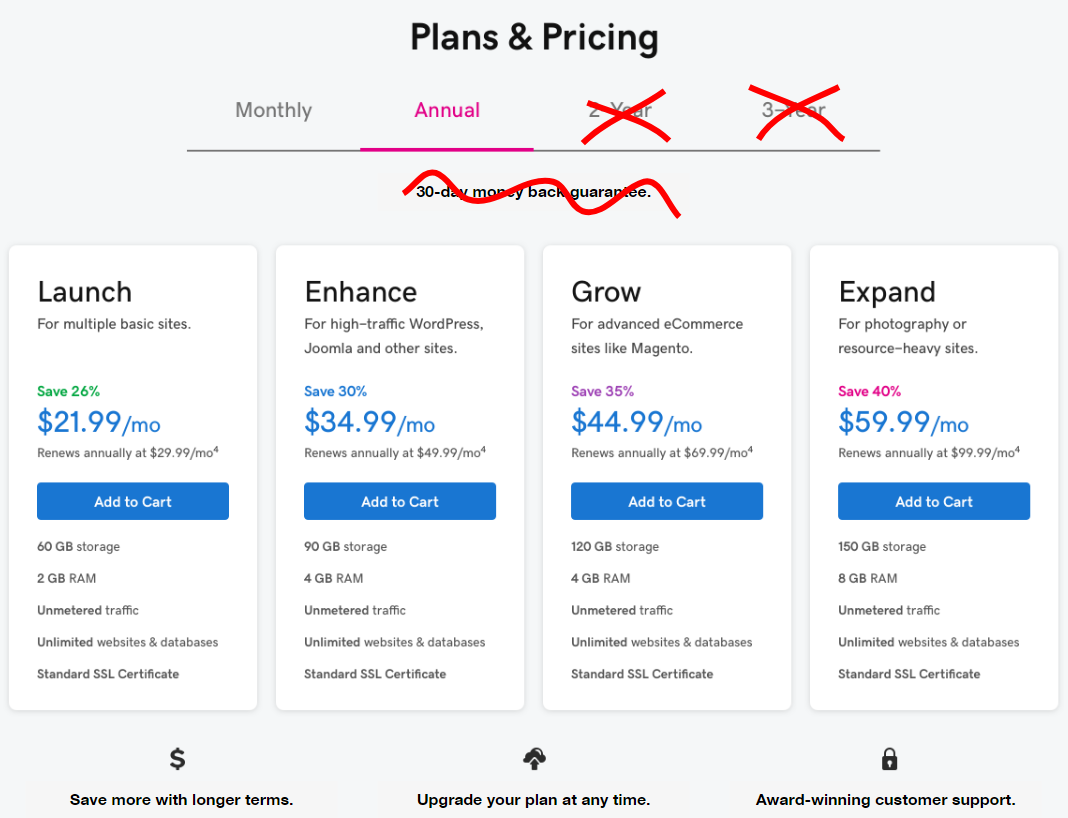 Plans & Pricing
Monthly Annual 2-Year 3-Year
30-day money back guarantee.
Launch
For multiple basic sites.
Save 26%
$21.99/mo
Renews annually at $29.99/mo⁴
Add to Cart
60 GB storage
2 GB RAM
Unmetered traffic
Unlimited websites & databases
Standard SSL Certificate
Enhance
For high-traffic WordPress,
Joomla and other sites.
Save 30%
$34.99/mo
Renews annually at $49.99/mo⁴
Add to Cart
90 GB storage
4 GB RAM
Unmetered traffic
Unlimited websites & databases
Standard SSL Certificate
Grow
For advanced eCommerce
sites like Magento.
Save 35%
$44.99/mo
Renews annually at $69.99/mo⁴
Add to Cart
120 GB storage
4 GB RAM
Unmetered traffic
Unlimited websites & databases
Standard SSL Certificate
Expand
For photography or
resource-heavy sites.
Save 40%
$59.99/mo
Renews annually at $99.99/mo⁴
Add to Cart
150 GB storage
8 GB RAM
Unmetered traffic
Unlimited websites & databases
Standard SSL Certificate
$
Save more with longer terms.
Upgrade your plan at any time.
Award-winning customer support.